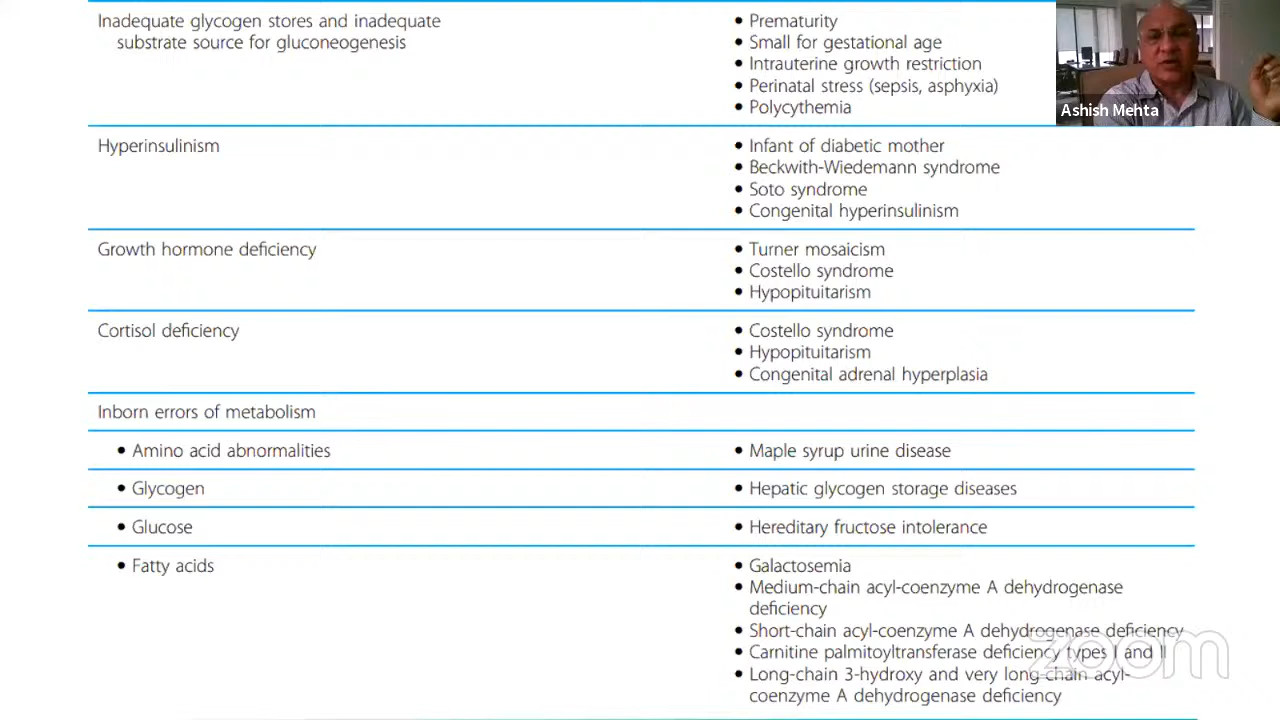 Inadequate glycogen stores and inadequate
substrate source for gluconeogenesis
• Prematurity
• Small for gestational age
• Intrauterine growth restriction
• Perinatal stress (sepsis, asphyxia)
• Polycythemia
Ashish Mehta
Hyperinsulinism
• Infant of diabetic mother
• Beckwith-Wiedemann syndrome
• Soto syndrome
• Congenital hyperinsulinism
Growth hormone deficiency
• Turner mosaicism
• Costello syndrome
• Hypopituitarism
Cortisol deficiency
• Costello syndrome
• Hypopituitarism
• Congenital adrenal hyperplasia
Inborn errors of metabolism
• Amino acid abnormalities
• Maple syrup urine disease
• Glycogen
• Hepatic glycogen storage diseases
• Glucose
• Hereditary fructose intolerance
• Fatty acids
• Galactosemia
• Medium-chain acyl-coenzyme A dehydrogenase
deficiency
• Short-chain acyl-coenzyme A dehydrogenase deficiency
• Carnitine palmitoyltransferase deficiency types I and II
• Long-chain 3-hydroxy and very long-chain acyl-
coenzyme A dehydrogenase deficiency
zoom